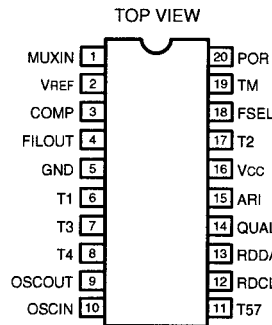 TOP VIEW
MUXIN 1 20 POR
VREF 2 19 TM
COMP 3 18 FSEL
FILOUT 4 17 T2
GND 5 16 VCC
T1 6 15 ARI
T3 7 14 QUAL
T4 8 13 RDDA
OSCOUT 9 12 RDCL
OSCIN 10 11 T57